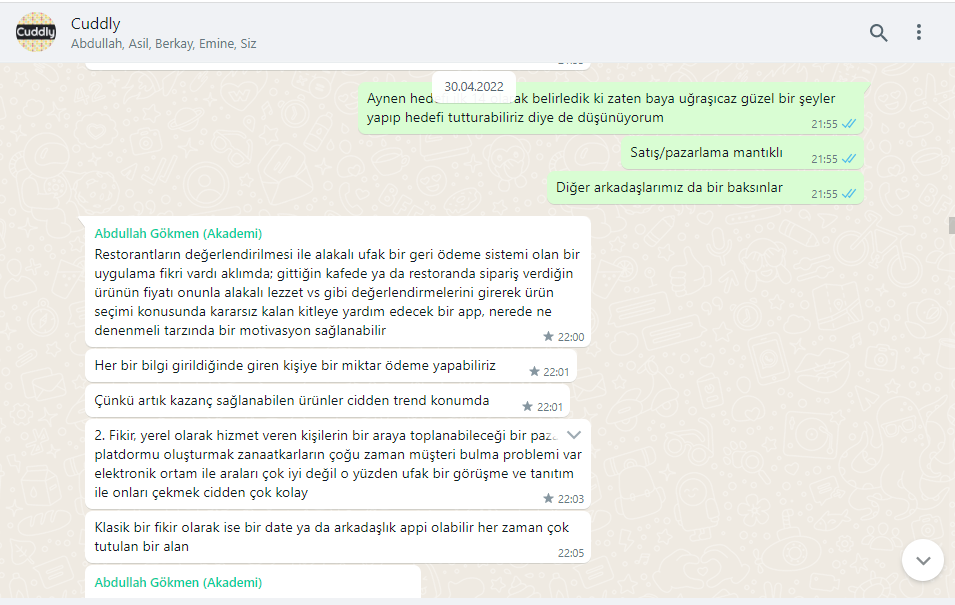 Cuddly
Cuddly
Abdullah, Asil, Berkay, Emine, Siz
30.04.2022
Aynen belirledik ki zaten baya uğraşıcaz güzel bir şeyler
yapıp hedefi tutturabiliriz diye de düşünüyorum
21:55
Satış/pazarlama mantıklı
21:55
Diğer arkadaşlarımız da bir baksınlar
21:55
Abdullah Gökmen (Akademi)
Restorantların değerlendirilmesi ile alakalı ufak bir geri ödeme sistemi olan bir
uygulama fikri vardı aklımda; gittiğin kafede ya da restoranda sipariş verdiğin
ürünün fiyatı onunla alakalı lezzet vs gibi değerlendirmelerini girerek ürün
seçimi konusunda kararsız kalan kitleye yardım edecek bir app, nerede ne
denenmeli tarzında bir motivasyon sağlanabilir
22:00
Her bir bilgi girildiğinde giren kişiye bir miktar ödeme yapabiliriz
22:01
Çünkü artık kazanç sağlanabilen ürünler cidden trend konumda
22:01
2. Fikir, yerel olarak hizmet veren kişilerin bir araya toplanabileceği bir
platdormu oluşturmak zanaatkarların çoğu zaman müşteri bulma problemi var
elektronik ortam ile araları çok iyi değil o yüzden ufak bir görüşme ve tanıtım
ile onları çekmek cidden çok kolay
22:03
Klasik bir fikir olarak ise bir date ya da arkadaşlık appi olabilir her zaman çok
tutulan bir alan
22:05
Abdullah Gökmen (Akademi)